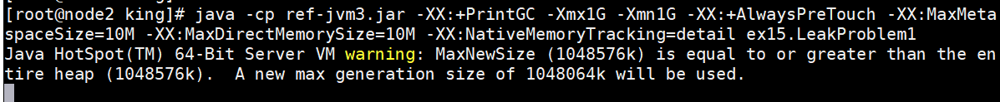 [root@node2 king]# java -cp ref-jvm3.jar -XX:+PrintGC -Xmx1G -Xmn1G -XX:+AlwaysPreTouch -XX:MaxMeta
spaceSize=10M -XX:MaxDirectMemorySize=10M -XX:NativeMemoryTracking=detail ex15.LeakProblem1
Java HotSpot(TM) 64-Bit Server VM warning: MaxNewSize (1048576k) is equal to or greater than the en
tire heap (1048576k).  A new max generation size of 1048064k will be used.